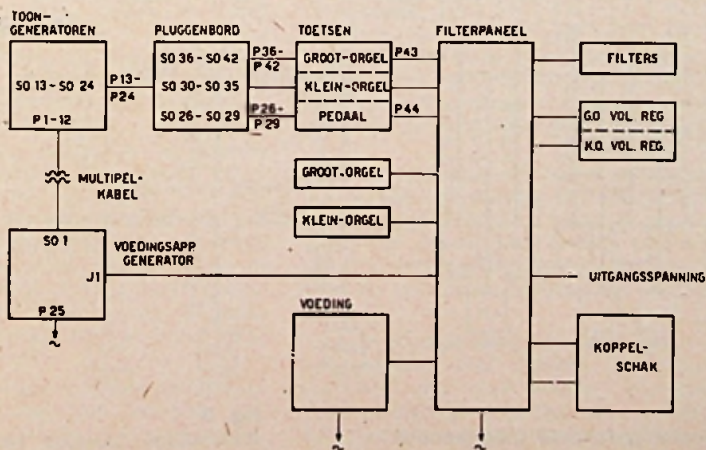 TOON-
GENERATOREN
SO 13-SO 24
P 1-12
P13-
P24
PLUGGENBORD
SO 36-SO 42
SO 30-SO 35
SO 26-SO 29
P36-
P42
P26-
P29
TOETSEN
GROOT-ORGEL
KLEIN-ORGEL
PEDAAL
P43
P44
FILTERPANEEL
FILTERS
G.O VOL. REG
K.O. VOL. REG.
MULTIPEL-
KABEL
GROOT-ORGEL
KLEIN-ORGEL
SO 1
J1
P 25
~
VOEDINGSAPP.
GENERATOR
VOEDING
~
~
UITGANGSSPANNING
KOPPEL-
SCHAK